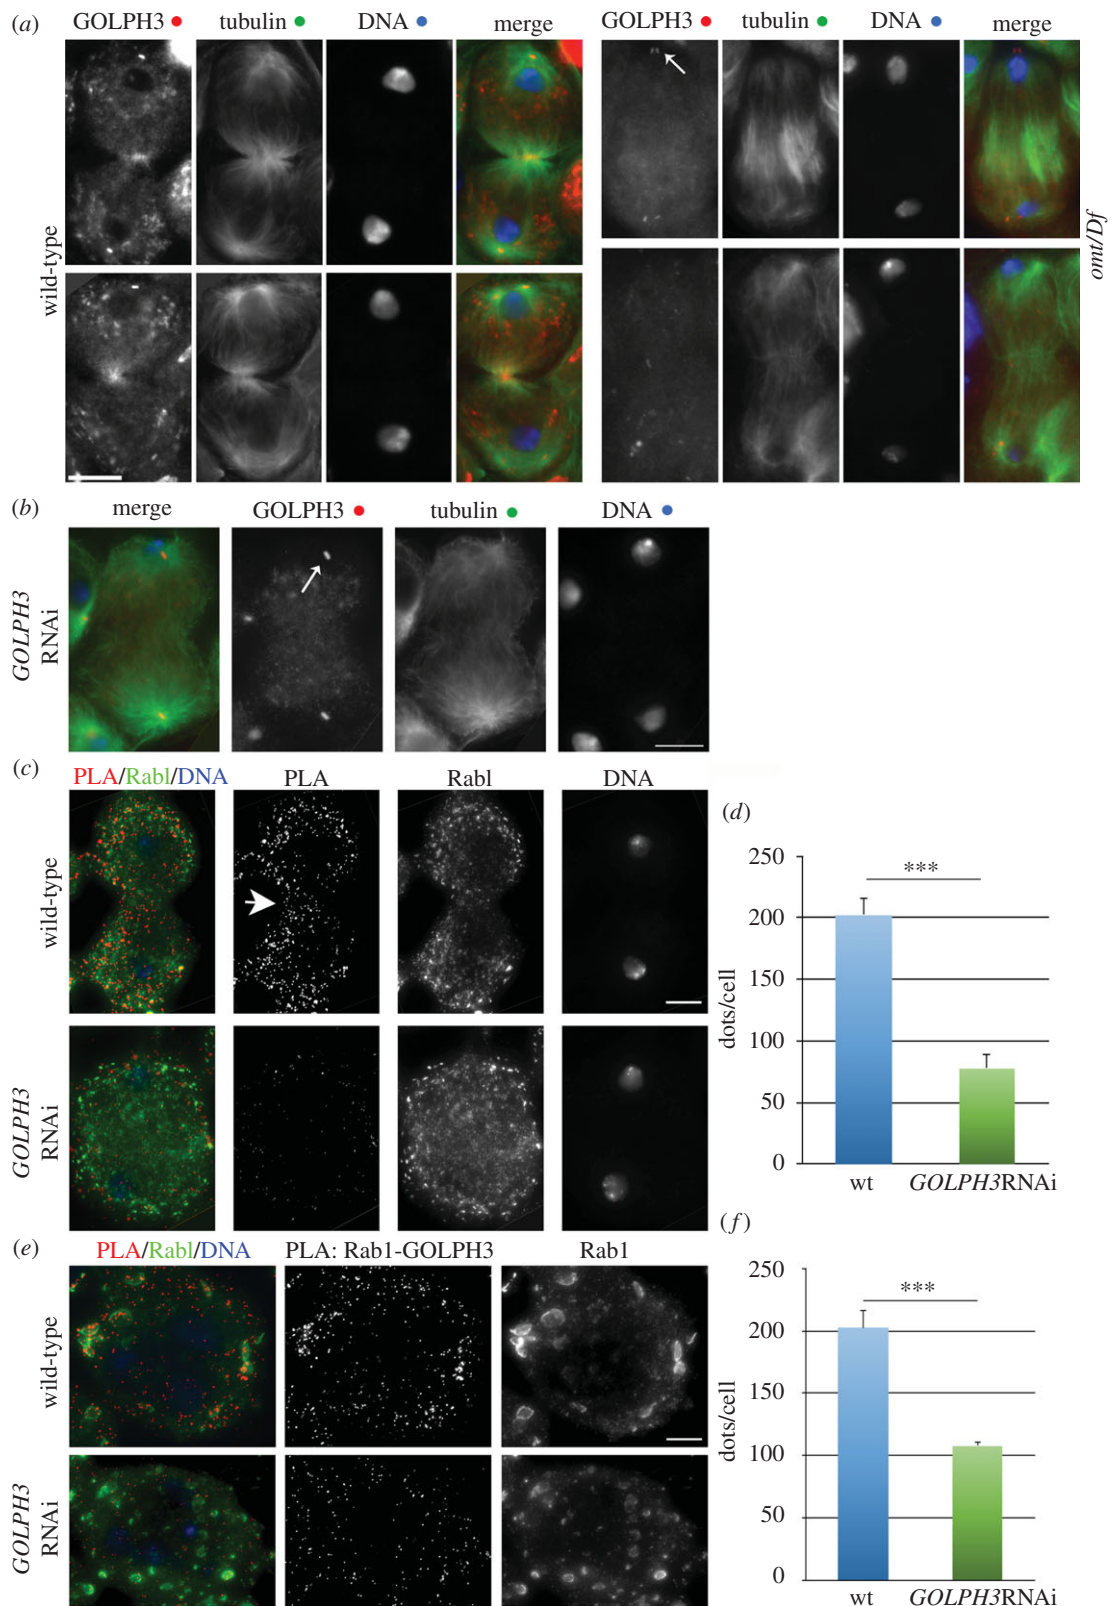 (a)
GOLPH3 tubulin DNA merge
GOLPH3 tubulin DNA merge
wild-type
omt/Df
(b)
merge GOLPH3 tubulin DNA
GOLPH3
RNAi
(c)
PLA/Rabl/DNA PLA Rabl DNA
wild-type
GOLPH3
RNAi
(d)
250
200
150
100
50
0
dots/cell
***
wt GOLPH3RNAi
(e)
PLA/Rabl/DNA PLA: Rab1-GOLPH3 Rab1
wild-type
GOLPH3
RNAi
(f)
250
200
150
100
50
0
dots/cell
***
wt GOLPH3RNAi